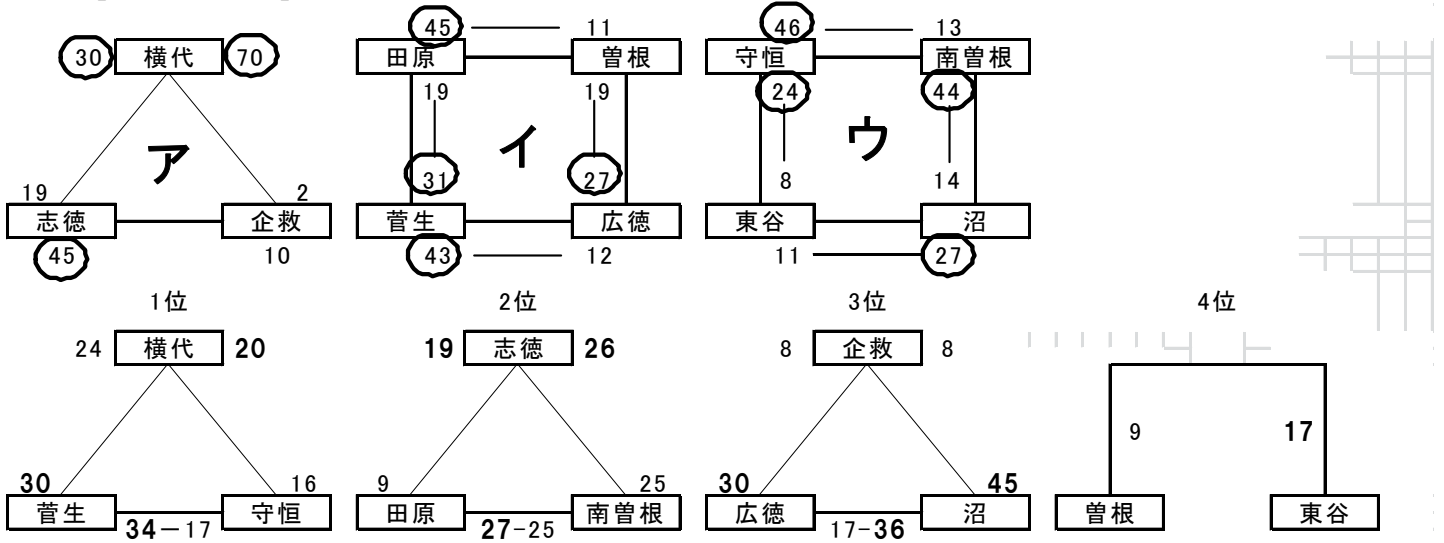 45 11 46 13
30 横代 70 田原 曽根 守恒 南曽根
19 19 24 44
ア イ ウ
31 27 8 14
19 2
志徳 企救 菅生 広徳 東谷 沼
45 10 43 12 11 27
1位 2位 3位 4位
24 横代 20 19 志徳 26 8 企救 8
9 17
30 16 9 25 30 45
菅生 守恒 田原 南曽根 広徳 沼 曽根 東谷
34-17 27-25 17-36